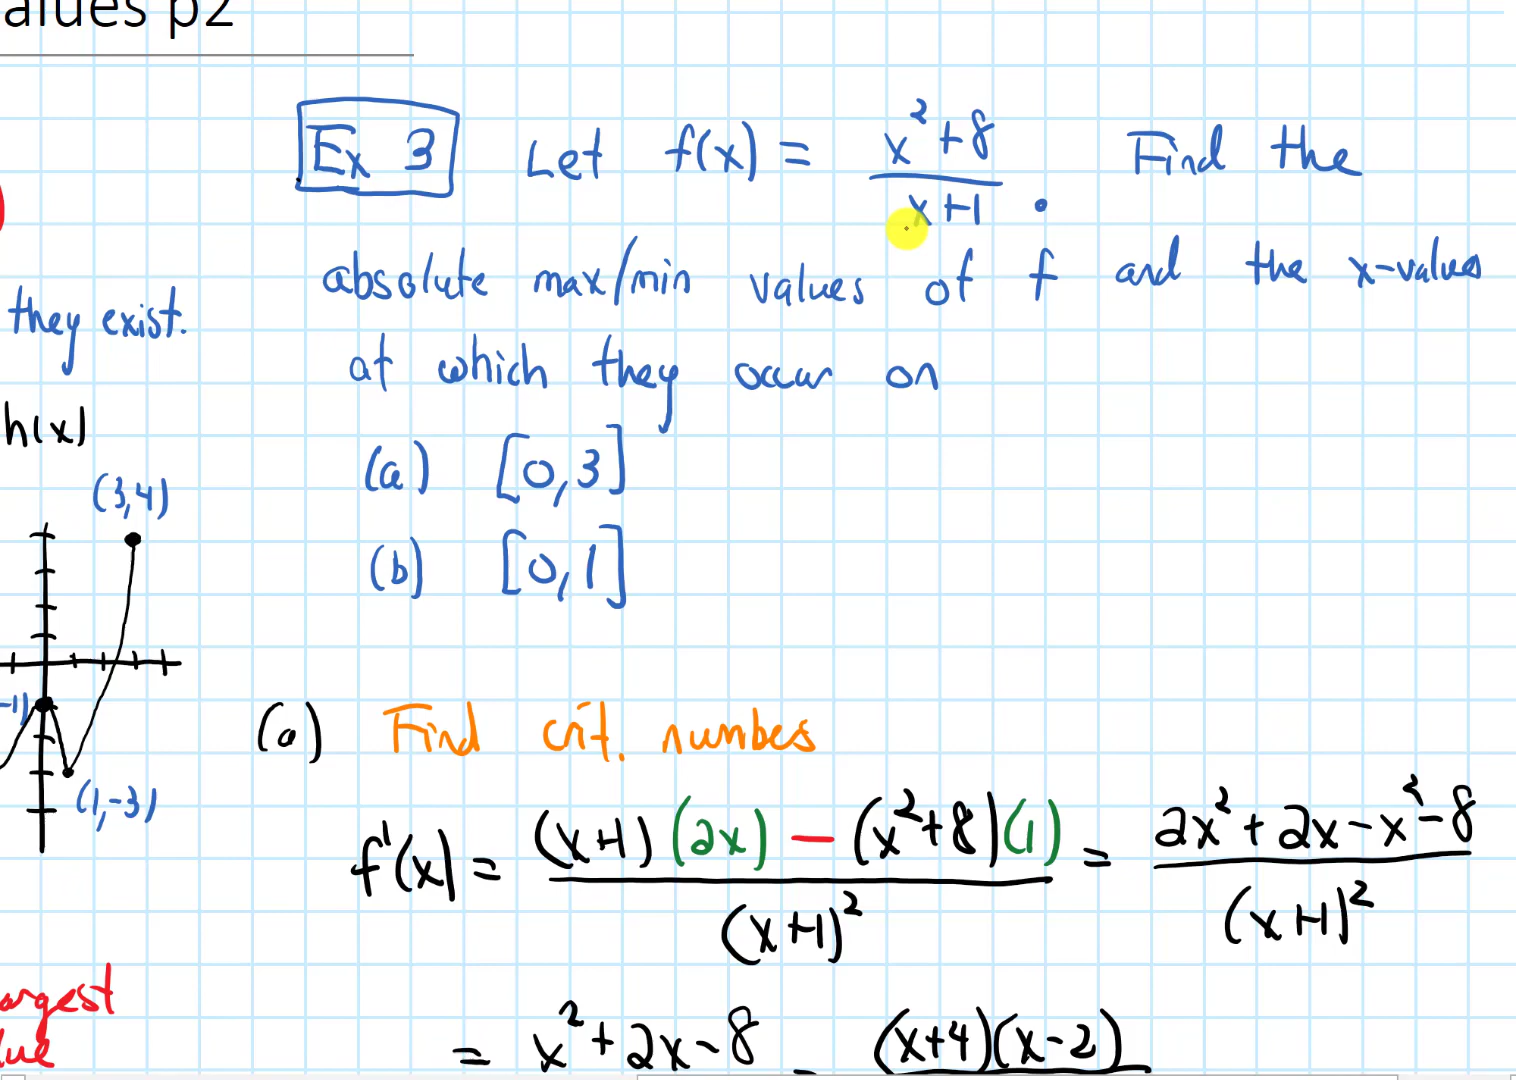 alues p2
Ex 3 Let f(x) = (x²+8)/(x+1) . Find the
absolute max/min values of f and the x-values
at which they occur on
(a) [0,3]
(b) [0,1]
they exist.
h(x)
(3,4)
-1)
(1,-3)
argest
lue
(a) Find crit. numbes
f'(x) = ((x+1)(2x) - (x²+8)(1))/(x+1)² = (2x²+2x-x²-8)/(x+1)²
= x²+2x-8 = (x+4)(x-2)